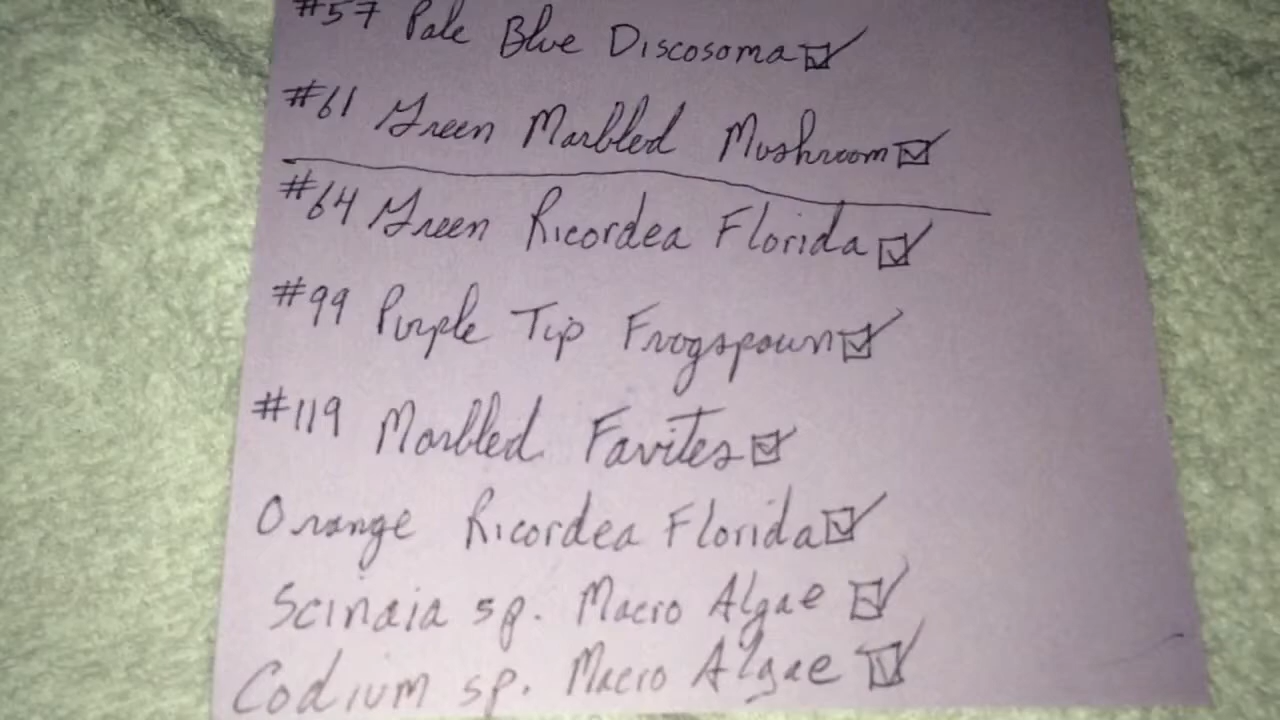 #57 Pale Blue Discosoma ☑
#61 Green Marbled Mushroom ☑
#64 Green Ricordea Florida ☑
#99 Purple Tip Frogspawn ☑
#119 Marbled Favites ☑
Orange Ricordea Florida ☑
Scinaia sp. Macro Algae ☑
Codium sp. Macro Algae ☑